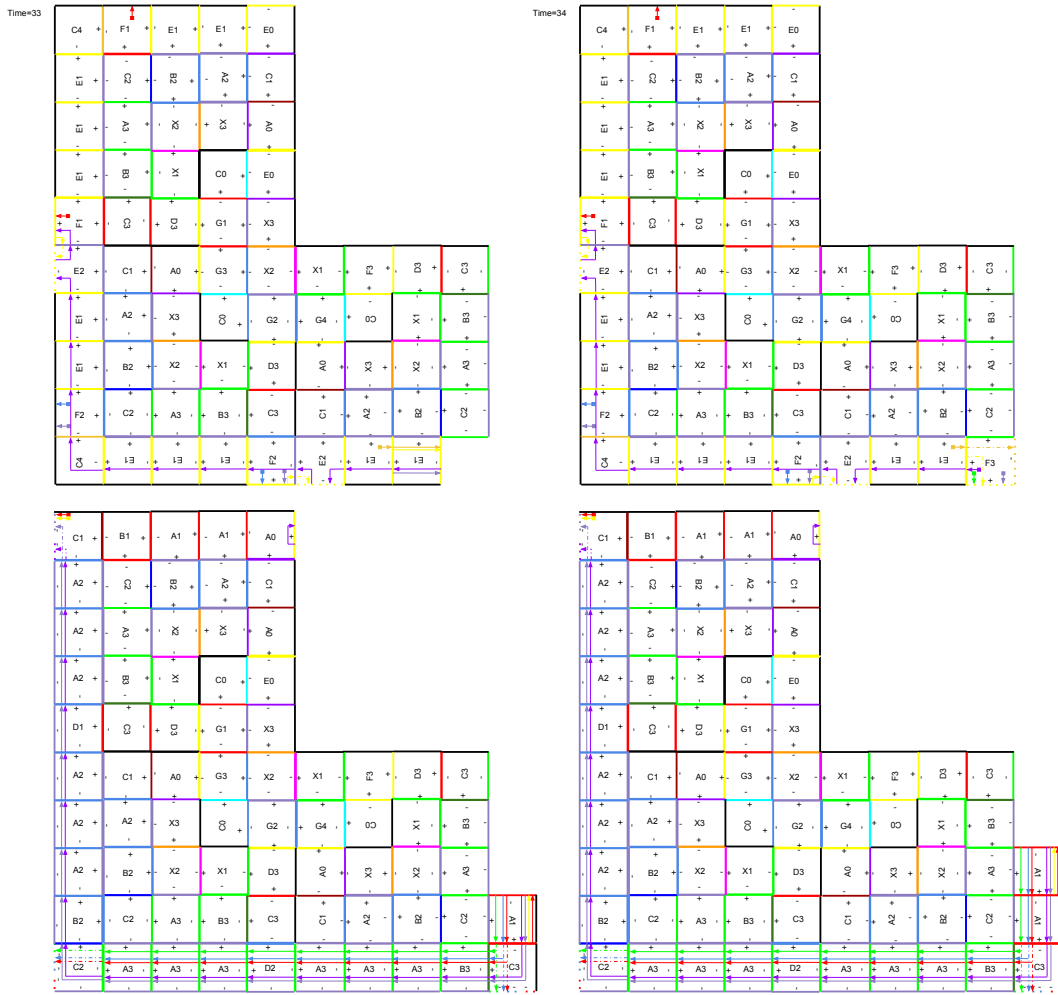 Time=33
C4 F1 E1 E1 E0
E1 C2 B2 A2 C1
E1 A3 X2 X3 A0
E1 B3 X1 C0 E0
F1 C3 D3 G1 X3
E2 C1 A0 G3 X2 X1 F3 D3 C3
E1 A2 X3 C0 G2 G4 C0 X1 B3
E1 B2 X2 X1 D3 A0 X3 X2 A3
F2 C2 A3 B3 C3 C1 A2 B2 C2
C4 E1 E1 E1 F2 E2 E1 E1
Time=34
C4 F1 E1 E1 E0
E1 C2 B2 A2 C1
E1 A3 X2 X3 A0
E1 B3 X1 C0 E0
F1 C3 D3 G1 X3
E2 C1 A0 G3 X2 X1 F3 D3 C3
E1 A2 X3 C0 G2 G4 C0 X1 B3
E1 B2 X2 X1 D3 A0 X3 X2 A3
F2 C2 A3 B3 C3 C1 A2 B2 C2
C4 E1 E1 E1 F2 E2 E1 E1 F3
C1 B1 A1 A1 A0
A2 C2 B2 A2 C1
A2 A3 X2 X3 A0
A2 B3 X1 C0 E0
D1 C3 D3 G1 X3
A2 C1 A0 G3 X2 X1 F3 D3 C3
A2 A2 X3 C0 G2 G4 C0 X1 B3
A2 B2 X2 X1 D3 A0 X3 X2 A3
B2 C2 A3 B3 C3 C1 A2 B2 C2 A1
C2 A3 A3 A3 D2 A3 A3 A3 B3 C3
C1 B1 A1 A1 A0
A2 C2 B2 A2 C1
A2 A3 X2 X3 A0
A2 B3 X1 C0 E0
D1 C3 D3 G1 X3
A2 C1 A0 G3 X2 X1 F3 D3 C3
A2 A2 X3 C0 G2 G4 C0 X1 B3
A2 B2 X2 X1 D3 A0 X3 X2 A3 A1
B2 C2 A3 B3 C3 C1 A2 B2 C2 A1
C2 A3 A3 A3 D2 A3 A3 A3 B3 C3